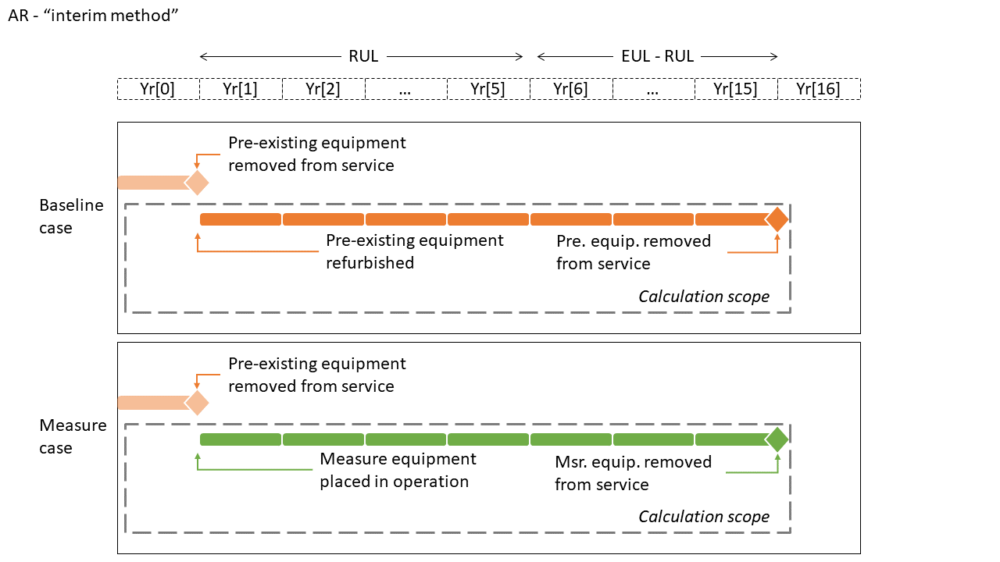 AR - “interim method”
RUL
EUL - RUL
Yr[0] Yr[1] Yr[2] ... Yr[5] Yr[6] ... Yr[15] Yr[16]
Pre-existing equipment
removed from service
Baseline
case
Pre-existing equipment
refurbished
Pre. equip. removed
from service
Calculation scope
Pre-existing equipment
removed from service
Measure
case
Measure equipment
placed in operation
Msr. equip. removed
from service
Calculation scope